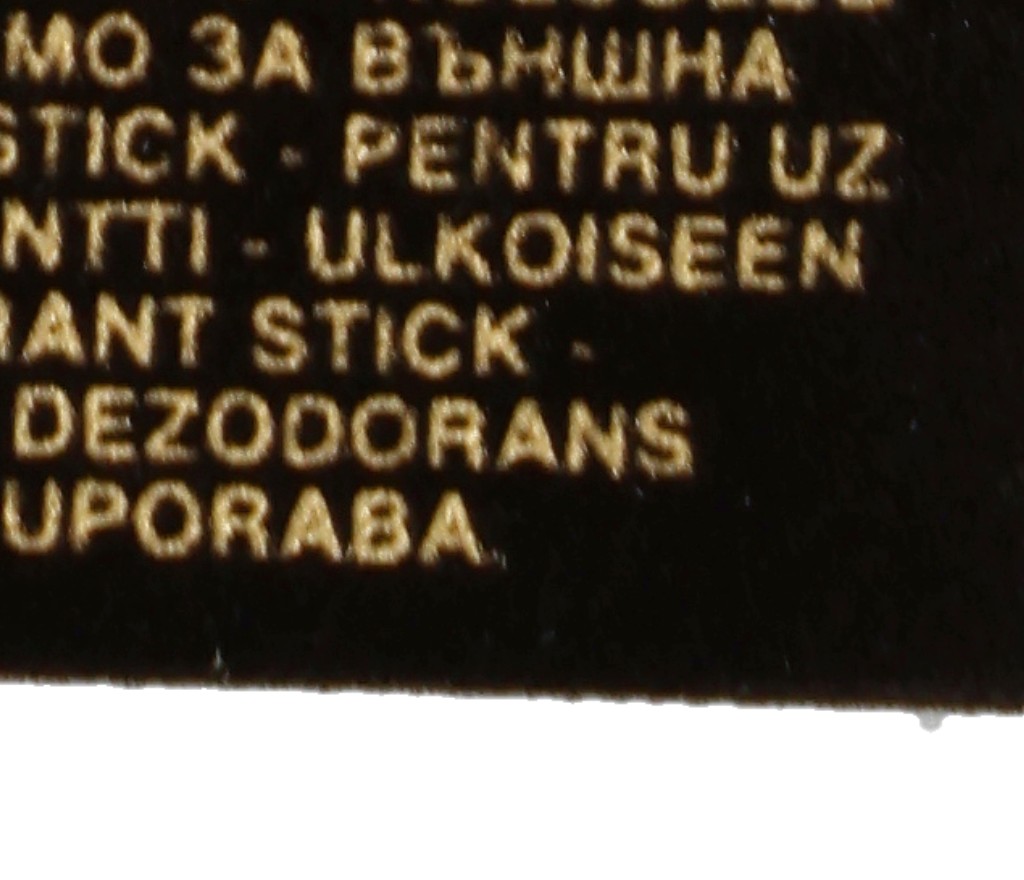 МО ЗА ВЪНШНА
STICK - PENTRU UZ
NTTI - ULKOISEEN
RANT STICK -
DEZODORANS
UPORABA